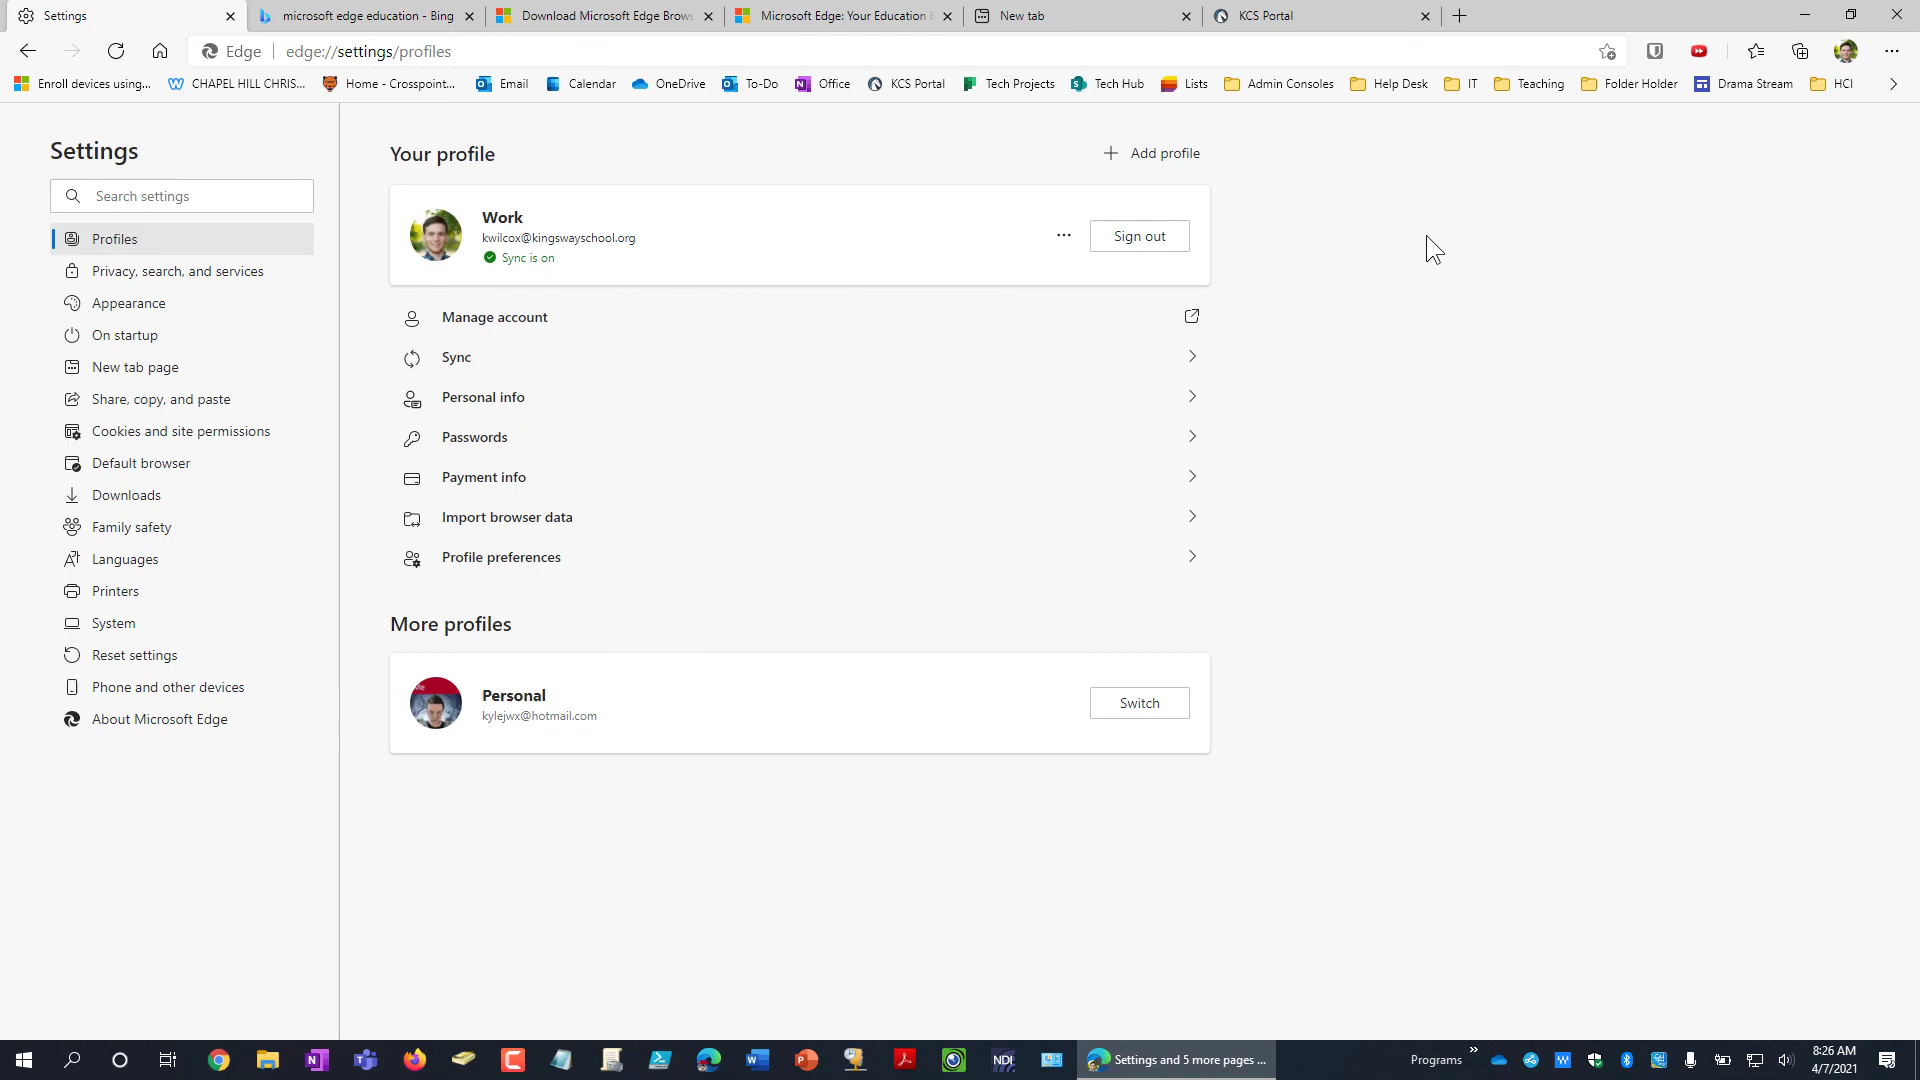 Settings
microsoft edge education - Bing
Download Microsoft Edge Brows
Microsoft Edge: Your Education E
New tab
KCS Portal
Edge
edge://settings/profiles
Enroll devices using...
CHAPEL HILL CHRIS...
Home - Crosspoint...
Email
Calendar
OneDrive
To-Do
Office
KCS Portal
Tech Projects
Tech Hub
Lists
Admin Consoles
Help Desk
IT
Teaching
Folder Holder
Drama Stream
HCI
Settings
Search settings
Profiles
Privacy, search, and services
Appearance
On startup
New tab page
Share, copy, and paste
Cookies and site permissions
Default browser
Downloads
Family safety
Languages
Printers
System
Reset settings
Phone and other devices
About Microsoft Edge
Your profile
Add profile
Work
kwilcox@kingswayschool.org
Sync is on
Sign out
Manage account
Sync
Personal info
Passwords
Payment info
Import browser data
Profile preferences
More profiles
Personal
kylejwx@hotmail.com
Switch
NDI
Settings and 5 more pages ...
Programs
8:26 AM
4/7/2021